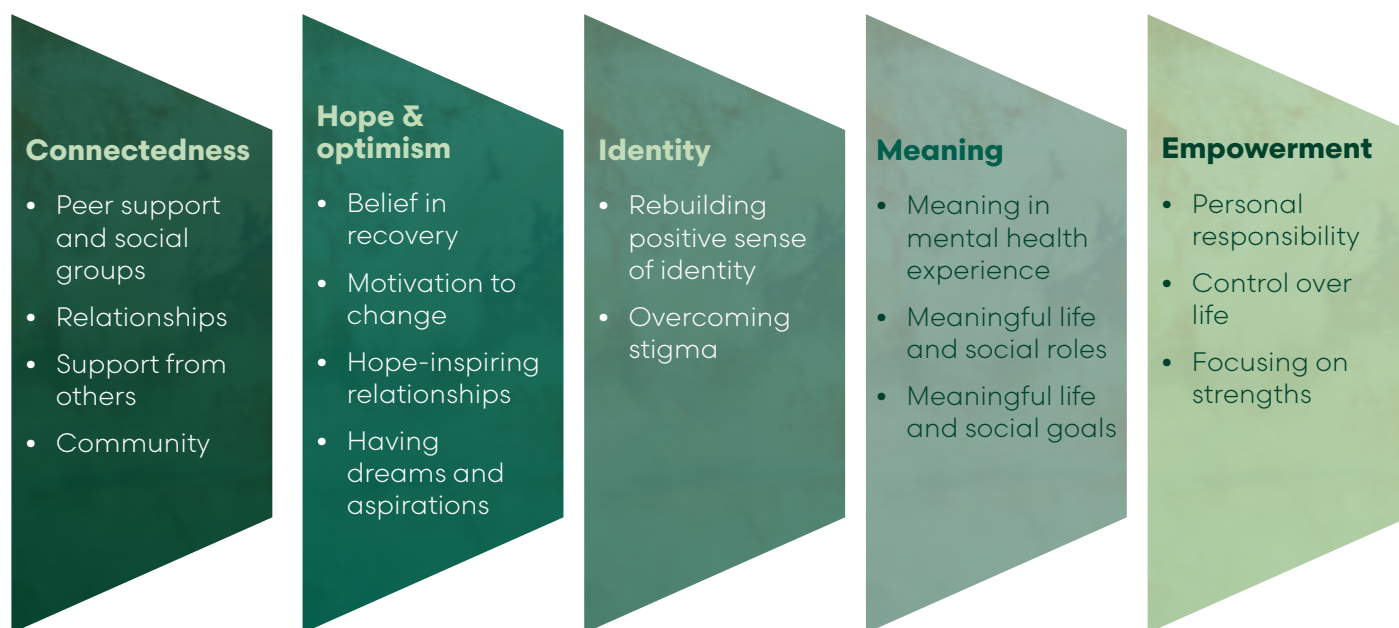 Connectedness
• Peer support
and social
groups
• Relationships
• Support from
others
• Community
Hope &
optimism
• Belief in
recovery
• Motivation to
change
• Hope-inspiring
relationships
• Having
dreams and
aspirations
Identity
• Rebuilding
positive sense
of identity
• Overcoming
stigma
Meaning
• Meaning in
mental health
experience
• Meaningful life
and social roles
• Meaningful life
and social goals
Empowerment
• Personal
responsibility
• Control over
life
• Focusing on
strengths